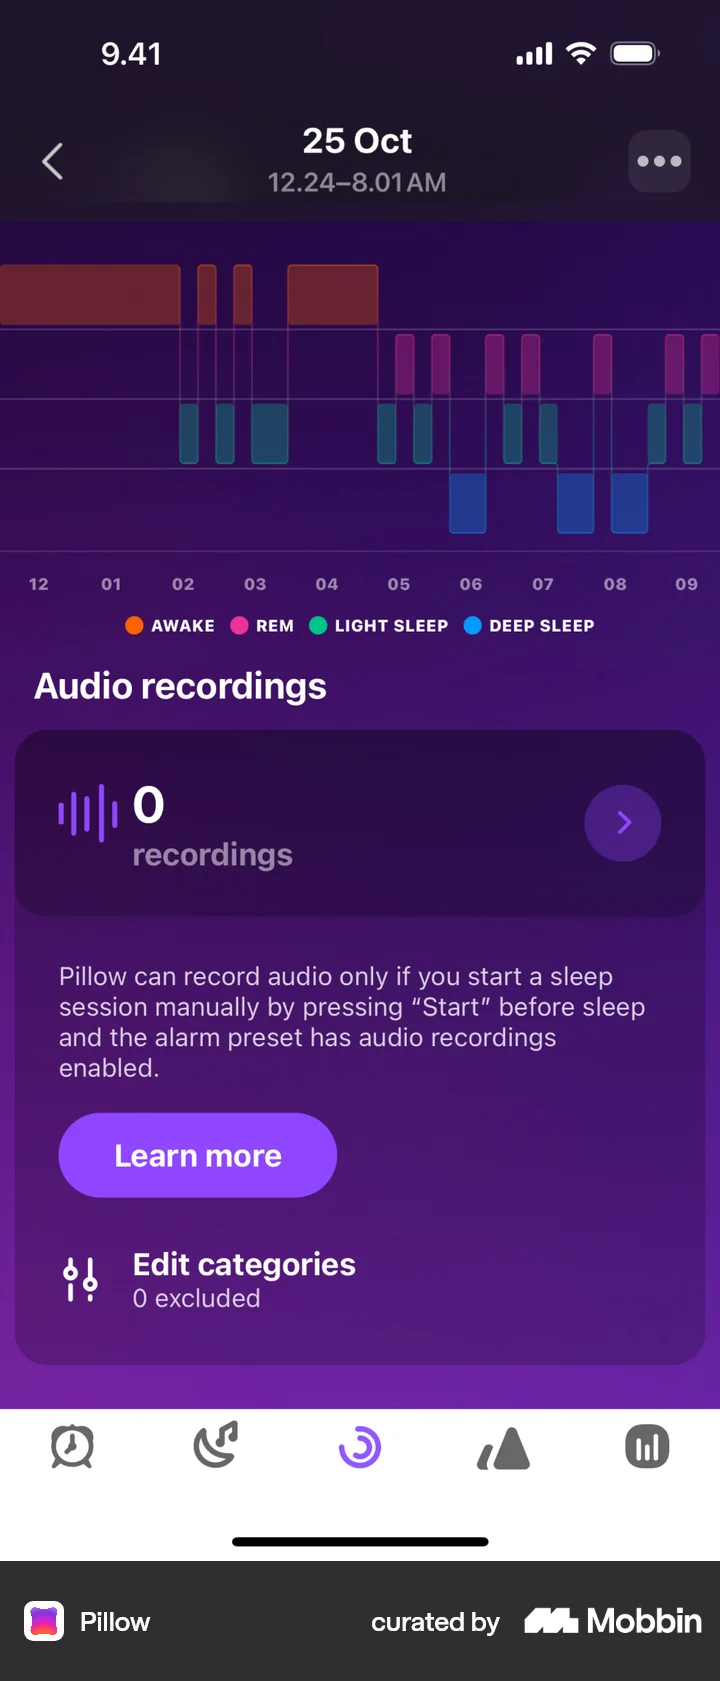 9.41
25 Oct
12.24–8.01 AM
12 01 02 03 04 05 06 07 08 09
AWAKE REM LIGHT SLEEP DEEP SLEEP
Audio recordings
0
recordings
Pillow can record audio only if you start a sleep
session manually by pressing “Start” before sleep
and the alarm preset has audio recordings
enabled.
Learn more
Edit categories
0 excluded
Pillow curated by Mobbin